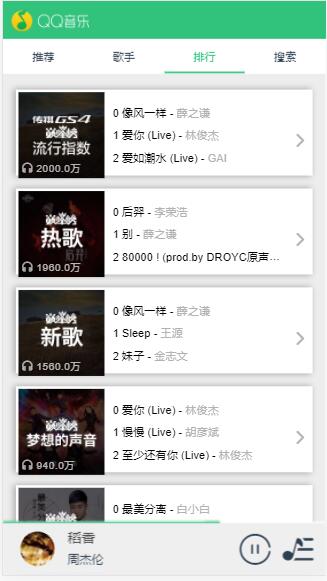 QQ音乐
推荐 歌手 排行 搜索
传祺GS4
巅峰榜
流行指数
2000.0万
0 像风一样 - 薛之谦
1 爱你 (Live) - 林俊杰
2 爱如潮水 (Live) - GAI
巅峰榜
热歌
1960.0万
0 后羿 - 李荣浩
1 别 - 薛之谦
2 80000 ! (prod.by DROYC原声…
巅峰榜
新歌
1560.0万
0 像风一样 - 薛之谦
1 Sleep - 王源
2 妹子 - 金志文
巅峰榜
梦想的声音
940.0万
0 爱你 (Live) - 林俊杰
1 慢慢 (Live) - 胡彦斌
2 至少还有你 (Live) - 林俊杰
0 最美分离 - 白小白
稻香
周杰伦